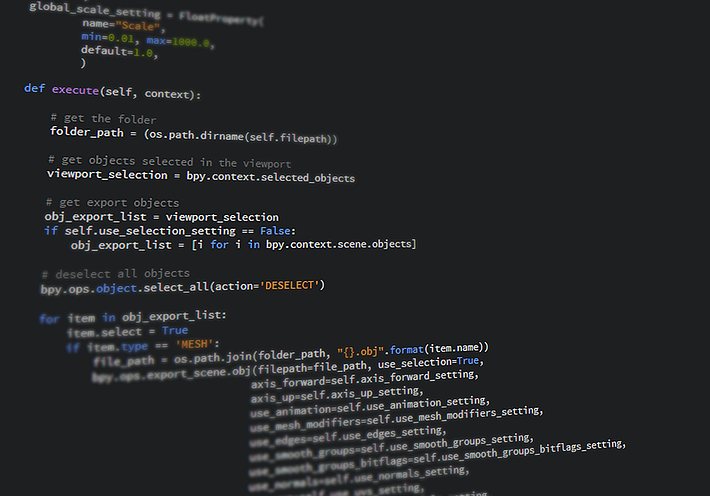 global_scale_setting = FloatProperty(
name="Scale",
min=0.01, max=1000.0,
default=1.0,
)
def execute(self, context):
# get the folder
folder_path = (os.path.dirname(self.filepath))
# get objects selected in the viewport
viewport_selection = bpy.context.selected_objects
# get export objects
obj_export_list = viewport_selection
if self.use_selection_setting == False:
obj_export_list = [i for i in bpy.context.scene.objects]
# deselect all objects
bpy.ops.object.select_all(action='DESELECT')
for item in obj_export_list:
item.select = True
if item.type == 'MESH':
file_path = os.path.join(folder_path, "{}.obj".format(item.name))
bpy.ops.export_scene.obj(filepath=file_path, use_selection=True,
axis_forward=self.axis_forward_setting,
axis_up=self.axis_up_setting,
use_animation=self.use_animation_setting,
use_mesh_modifiers=self.use_mesh_modifiers_setting,
use_edges=self.use_edges_setting,
use_smooth_groups=self.use_smooth_groups_setting,
use_smooth_groups_bitflags=self.use_smooth_groups_bitflags_setting,
use_normals=self.use_normals_setting,